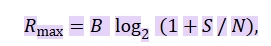 R_max = B log₂ (1 + S/N),